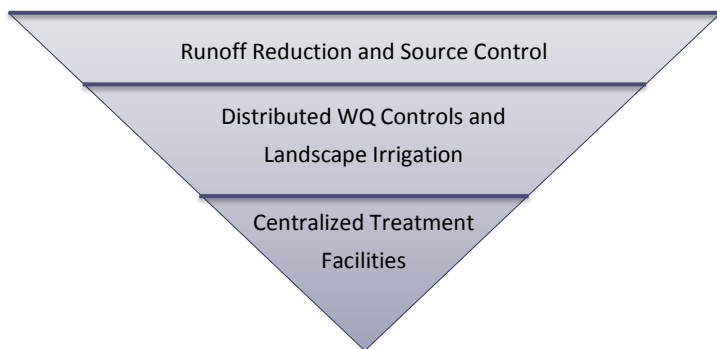 Runoff Reduction and Source Control
Distributed WQ Controls and
Landscape Irrigation
Centralized Treatment
Facilities